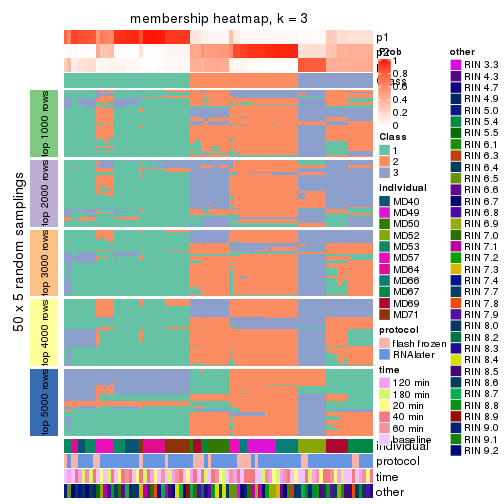 membership heatmap, k = 3
p1
p2
Prob
1
0.8
0.6
0.4
0.2
0
Class
1
2
3
individual
MD40
MD49
MD50
MD52
MD53
MD57
MD64
MD66
MD67
MD69
MD71
protocol
flash frozen
RNAlater
time
120 min
180 min
20 min
40 min
60 min
baseline
other
RIN 3.3
RIN 4.3
RIN 4.7
RIN 4.9
RIN 5.0
RIN 5.4
RIN 5.5
RIN 6.1
RIN 6.3
RIN 6.4
RIN 6.5
RIN 6.6
RIN 6.7
RIN 6.8
RIN 6.9
RIN 7.0
RIN 7.1
RIN 7.2
RIN 7.3
RIN 7.4
RIN 7.7
RIN 7.8
RIN 7.9
RIN 8.0
RIN 8.2
RIN 8.3
RIN 8.4
RIN 8.5
RIN 8.6
RIN 8.7
RIN 8.8
RIN 8.9
RIN 9.0
RIN 9.1
RIN 9.2
50 x 5 random samplings
top 1000 rows
top 2000 rows
top 3000 rows
top 4000 rows
top 5000 rows
individual
protocol
time
other